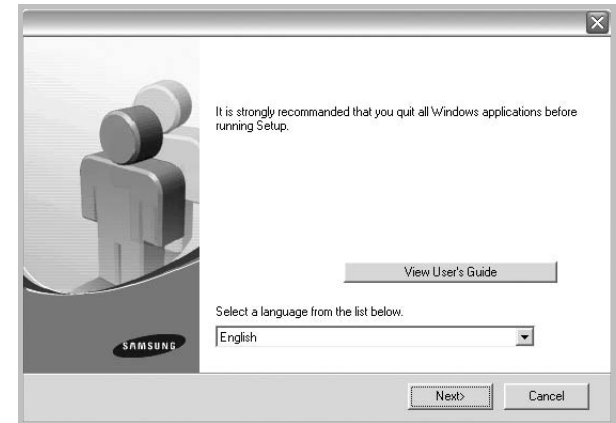 It is strongly recommanded that you quit all Windows applications before
running Setup.
View User's Guide
Select a language from the list below.
English
SAMSUNG
Next>
Cancel